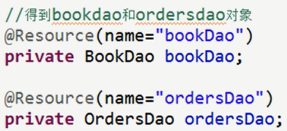 //得到bookdao和ordersdao对象
@Resource(name="bookDao")
private BookDao bookDao;
@Resource(name="ordersDao")
private OrdersDao ordersDao;